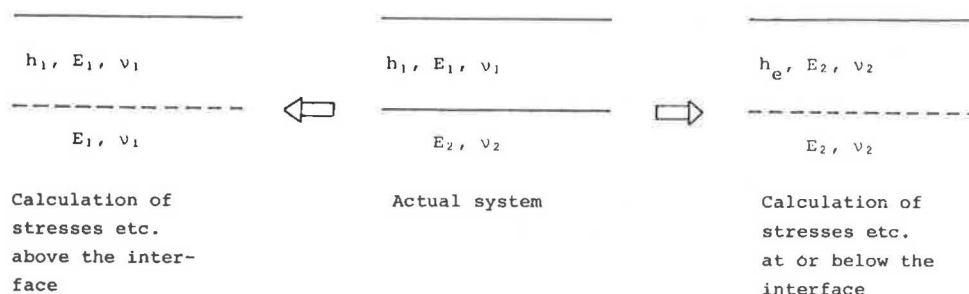 h₁, E₁, ν₁
h₁, E₁, ν₁
hₑ, E₂, ν₂
E₁, ν₁
E₂, ν₂
E₂, ν₂
Calculation of
stresses etc.
above the inter-
face
Actual system
Calculation of
stresses etc.
at or below the
interface